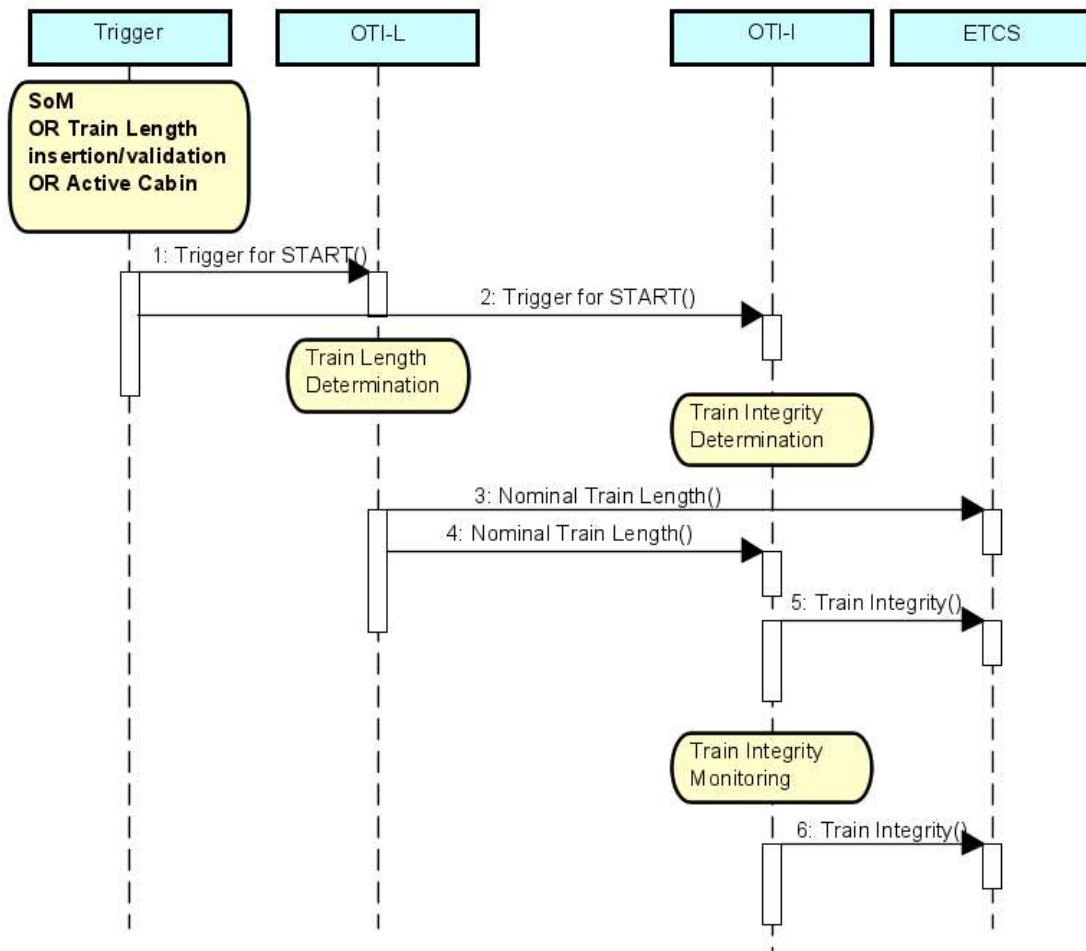 Trigger
OTI-L
OTI-I
ETCS
SoM
OR Train Length
insertion/validation
OR Active Cabin
1: Trigger for START()
2: Trigger for START()
Train Length
Determination
Train Integrity
Determination
3: Nominal Train Length()
4: Nominal Train Length()
5: Train Integrity()
Train Integrity
Monitoring
6: Train Integrity()